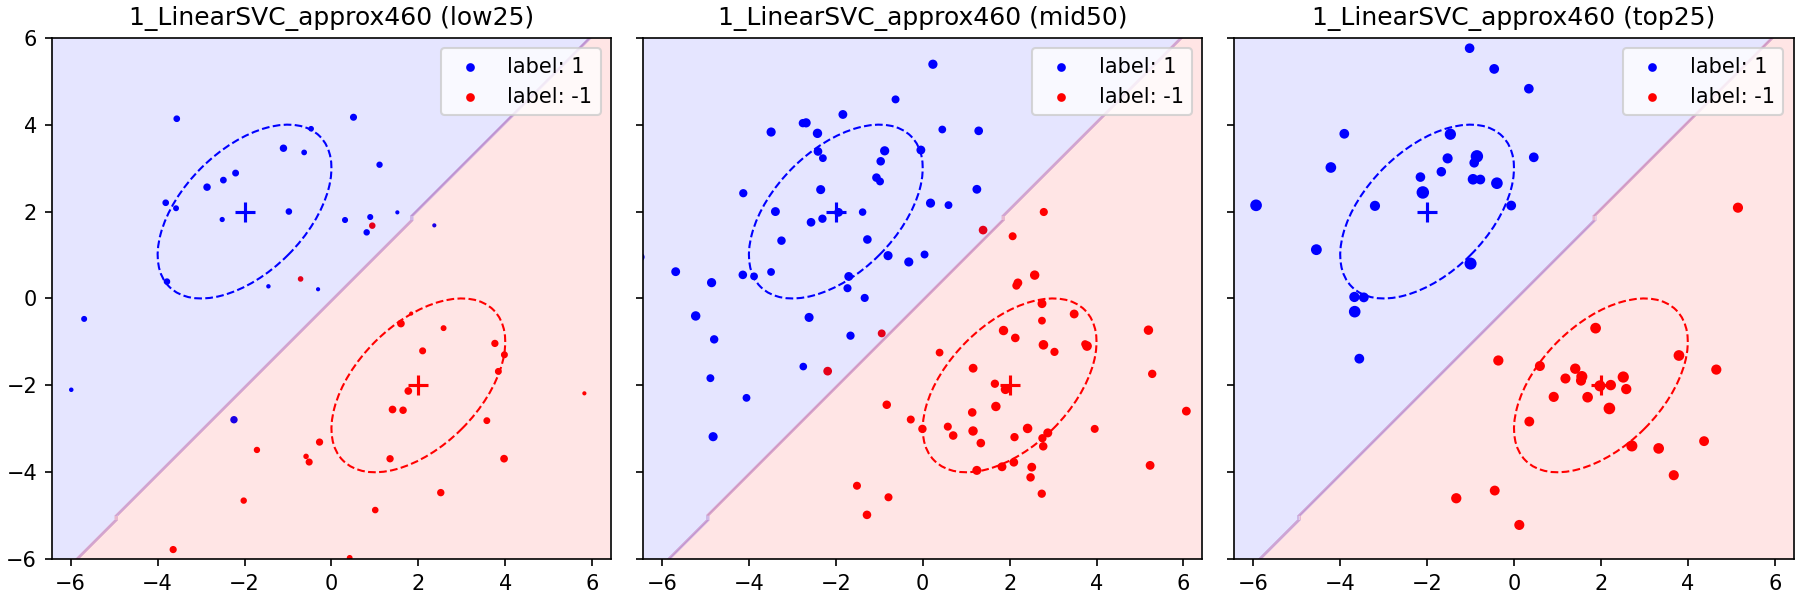 1_LinearSVC_approx460 (low25)
label: 1
label: -1
6
4
2
0
−2
−4
−6
−6 −4 −2 0 2 4 6
1_LinearSVC_approx460 (mid50)
label: 1
label: -1
−6 −4 −2 0 2 4 6
1_LinearSVC_approx460 (top25)
label: 1
label: -1
−6 −4 −2 0 2 4 6